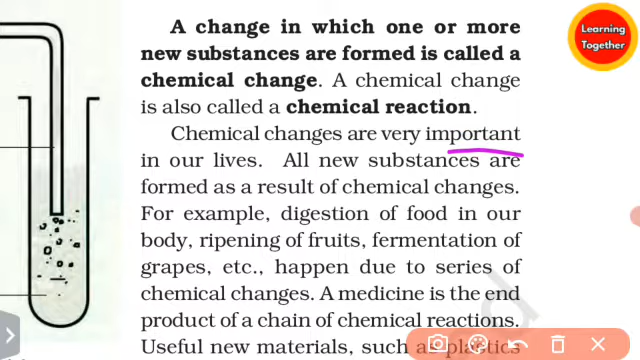 A change in which one or more
new substances are formed is called a
chemical change. A chemical change
is also called a chemical reaction.
Chemical changes are very important
in our lives. All new substances are
formed as a result of chemical changes.
For example, digestion of food in our
body, ripening of fruits, fermentation of
grapes, etc., happen due to series of
chemical changes. A medicine is the end
product of a chain of chemical reactions.
Useful new materials, such as plastics
Learning
Together